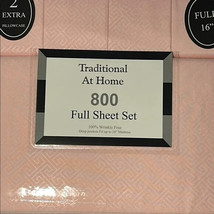 2
EXTRA
PILLOWCASES
FULL
16"
Traditional
At Home
800
Full Sheet Set
100% Wrinkle Free